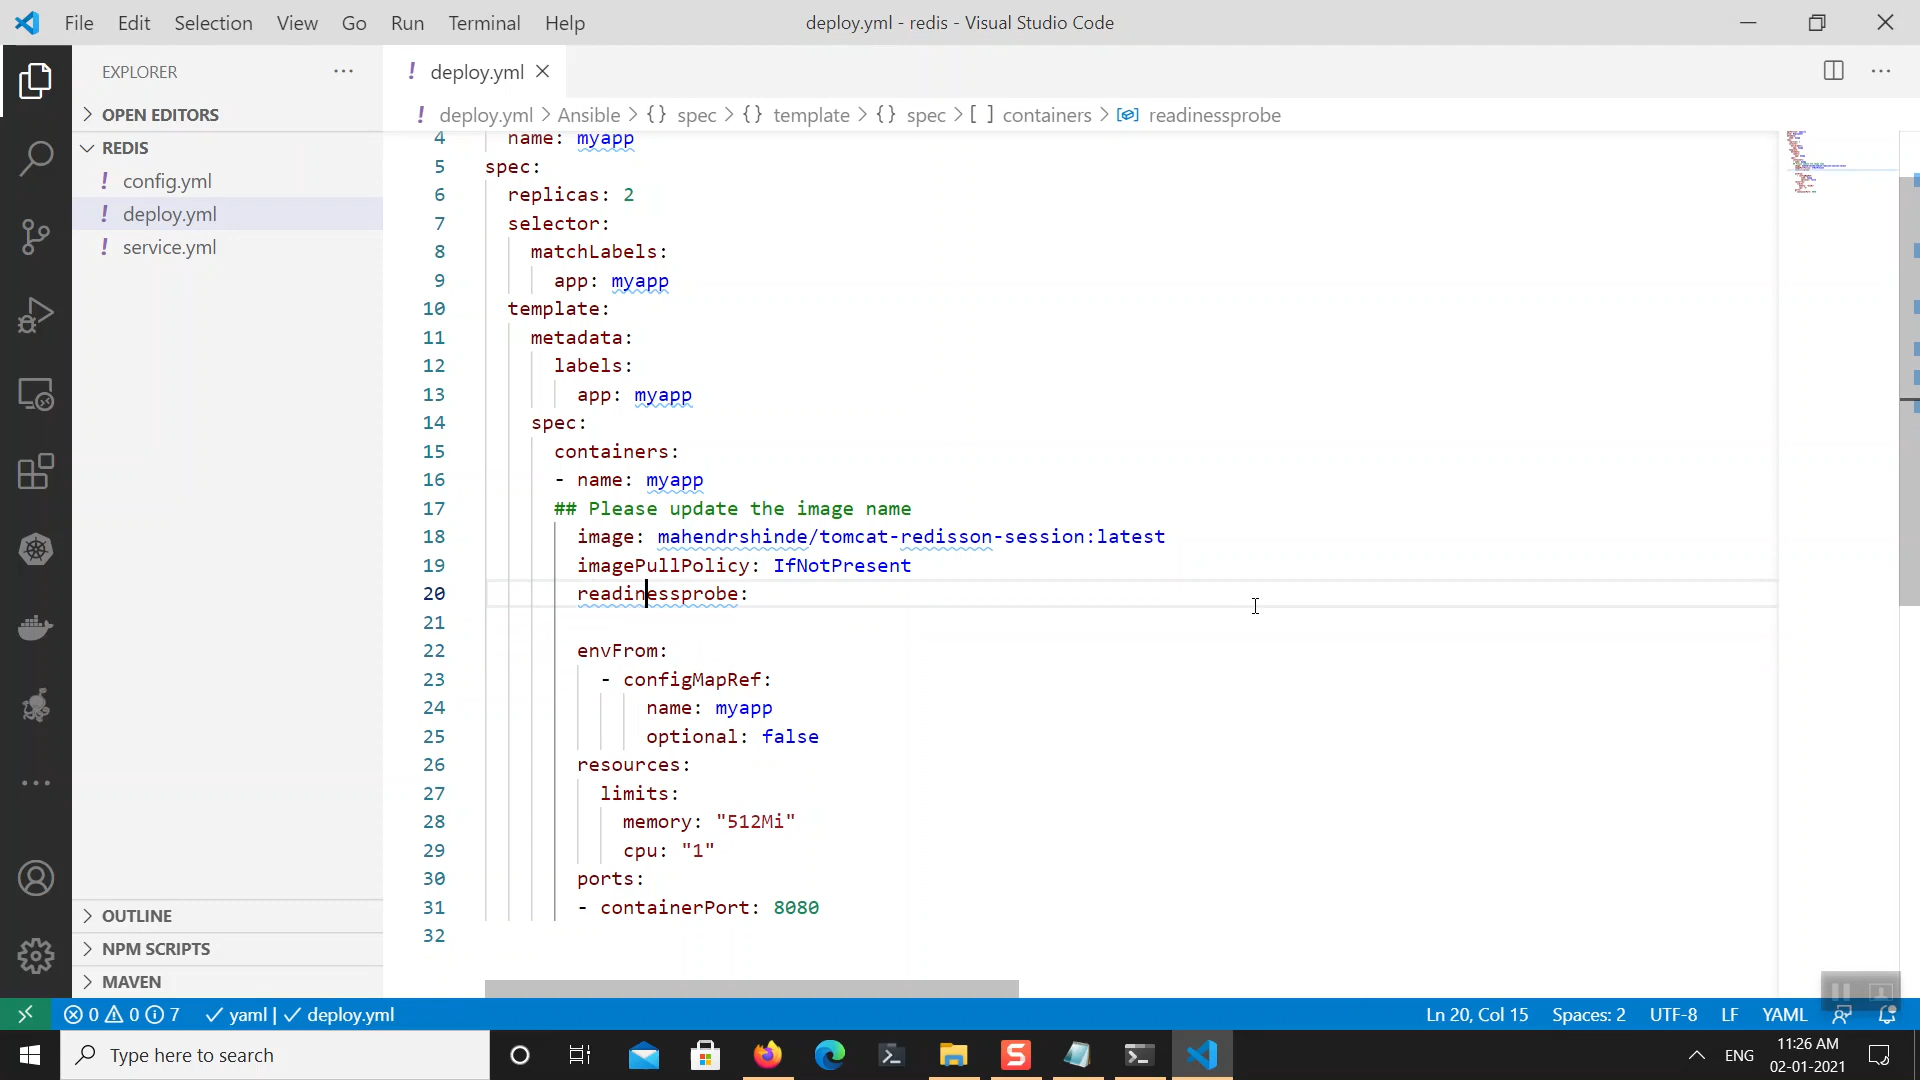 File Edit Selection View Go Run Terminal Help
deploy.yml - redis - Visual Studio Code
EXPLORER
deploy.yml
OPEN EDITORS
deploy.yml > Ansible > {} spec > {} template > {} spec > [ ] containers > readinessprobe
REDIS
config.yml
deploy.yml
service.yml
4 name: myapp
5 spec:
6 replicas: 2
7 selector:
8 matchLabels:
9 app: myapp
10 template:
11 metadata:
12 labels:
13 app: myapp
14 spec:
15 containers:
16 - name: myapp
17 ## Please update the image name
18 image: mahendrshinde/tomcat-redisson-session:latest
19 imagePullPolicy: IfNotPresent
20 readinessprobe:
21
22 envFrom:
23 - configMapRef:
24 name: myapp
25 optional: false
26 resources:
27 limits:
28 memory: "512Mi"
29 cpu: "1"
30 ports:
31 - containerPort: 8080
32
OUTLINE
NPM SCRIPTS
MAVEN
0 0 7 yaml | deploy.yml
Ln 20, Col 15 Spaces: 2 UTF-8 LF YAML
Type here to search
ENG
11:26 AM
02-01-2021